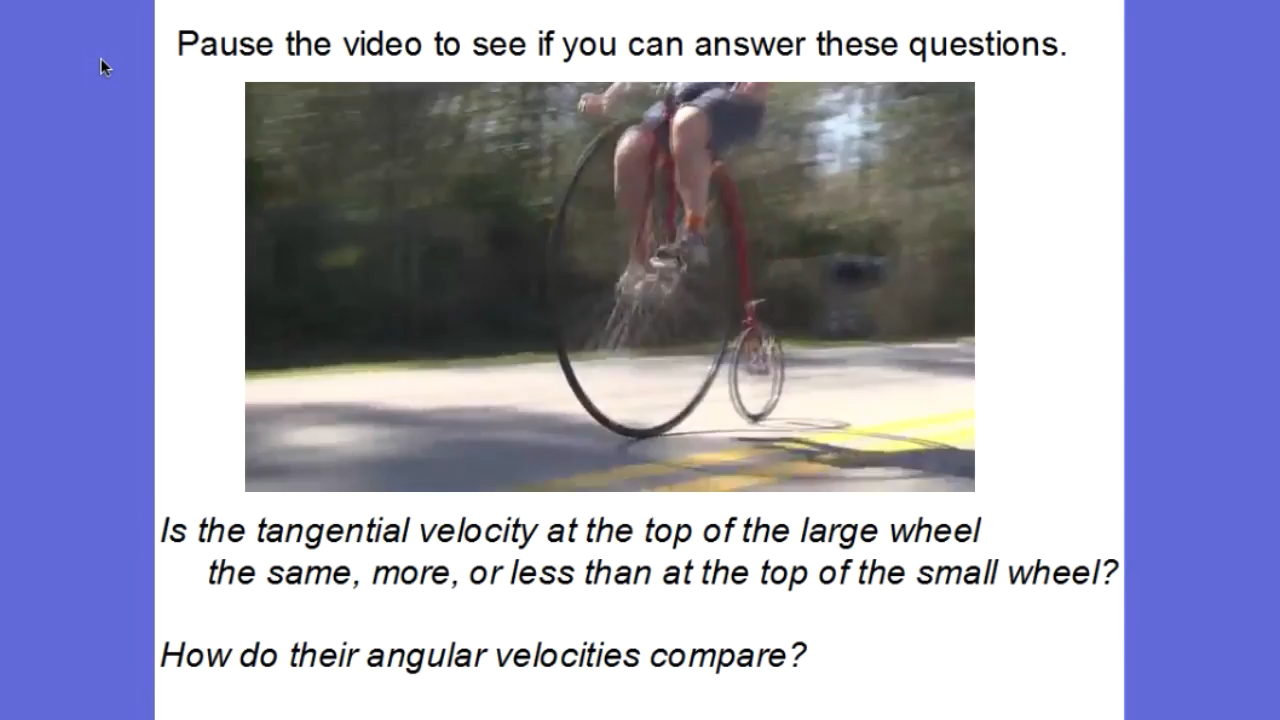 Pause the video to see if you can answer these questions.
Is the tangential velocity at the top of the large wheel
the same, more, or less than at the top of the small wheel?
How do their angular velocities compare?